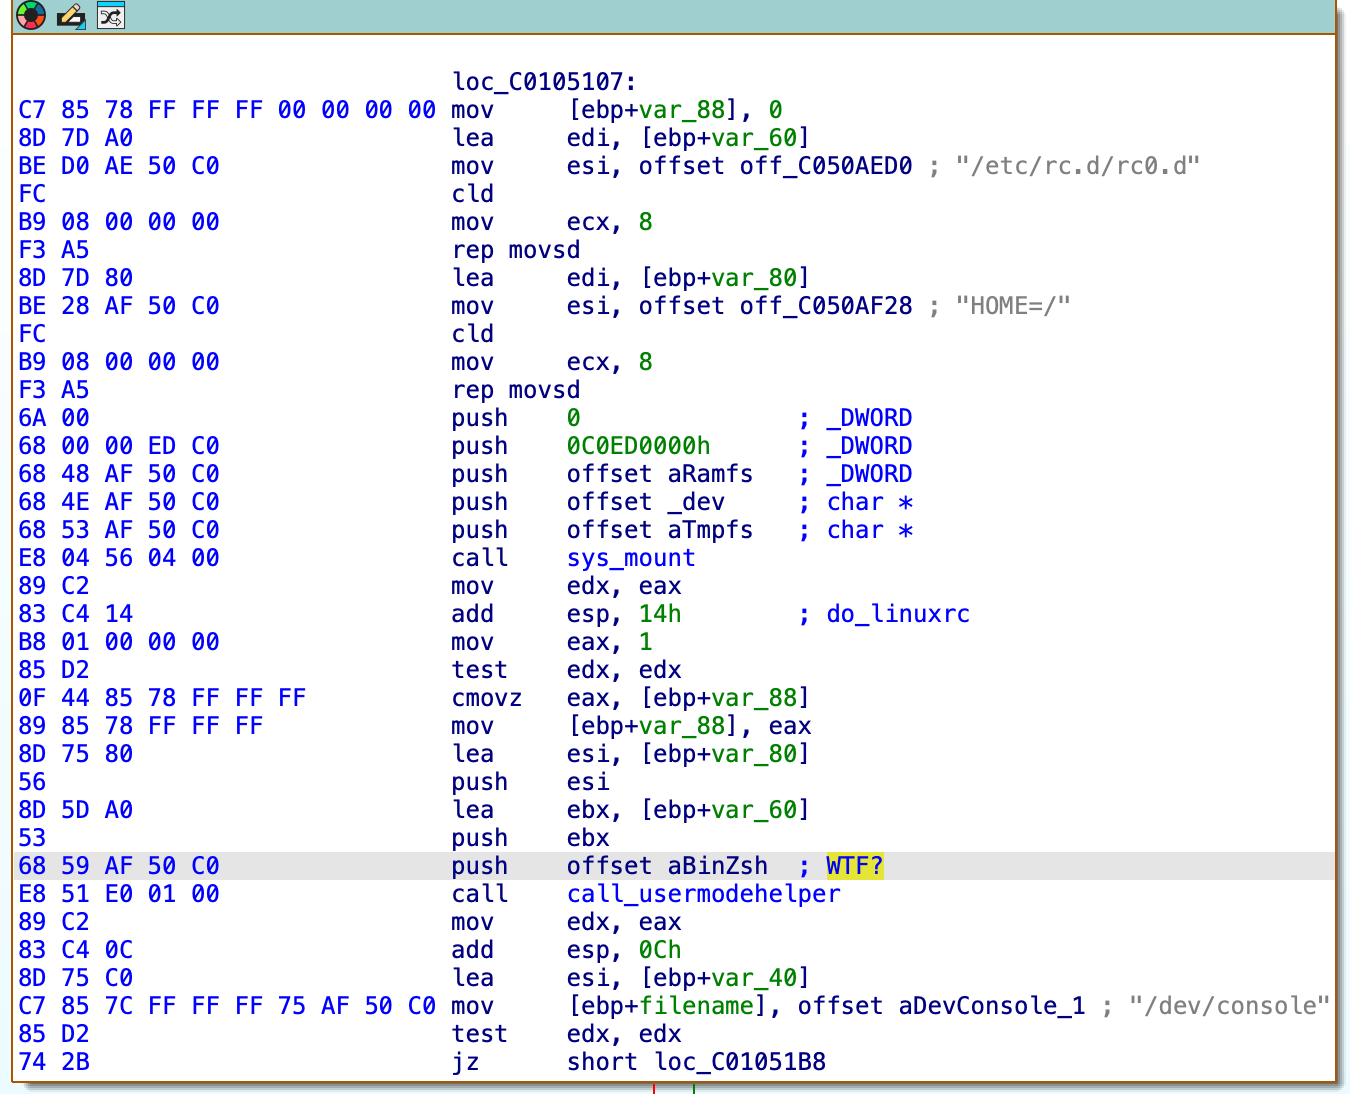 loc_C0105107:
C7 85 78 FF FF FF 00 00 00 00 mov [ebp+var_88], 0
8D 7D A0 lea edi, [ebp+var_60]
BE D0 AE 50 C0 mov esi, offset off_C050AED0 ; "/etc/rc.d/rc0.d"
FC cld
B9 08 00 00 00 mov ecx, 8
F3 A5 rep movsd
8D 7D 80 lea edi, [ebp+var_80]
BE 28 AF 50 C0 mov esi, offset off_C050AF28 ; "HOME=/"
FC cld
B9 08 00 00 00 mov ecx, 8
F3 A5 rep movsd
6A 00 push 0 ; _DWORD
68 00 00 ED C0 push 0C0ED0000h ; _DWORD
68 48 AF 50 C0 push offset aRamfs ; _DWORD
68 4E AF 50 C0 push offset _dev ; char *
68 53 AF 50 C0 push offset aTmpfs ; char *
E8 04 56 04 00 call sys_mount
89 C2 mov edx, eax
83 C4 14 add esp, 14h ; do_linuxrc
B8 01 00 00 00 mov eax, 1
85 D2 test edx, edx
0F 44 85 78 FF FF FF cmovz eax, [ebp+var_88]
89 85 78 FF FF FF mov [ebp+var_88], eax
8D 75 80 lea esi, [ebp+var_80]
56 push esi
8D 5D A0 lea ebx, [ebp+var_60]
53 push ebx
68 59 AF 50 C0 push offset aBinZsh ; WTF?
E8 51 E0 01 00 call call_usermodehelper
89 C2 mov edx, eax
83 C4 0C add esp, 0Ch
8D 75 C0 lea esi, [ebp+var_40]
C7 85 7C FF FF FF 75 AF 50 C0 mov [ebp+filename], offset aDevConsole_1 ; "/dev/console"
85 D2 test edx, edx
74 2B jz short loc_C01051B8